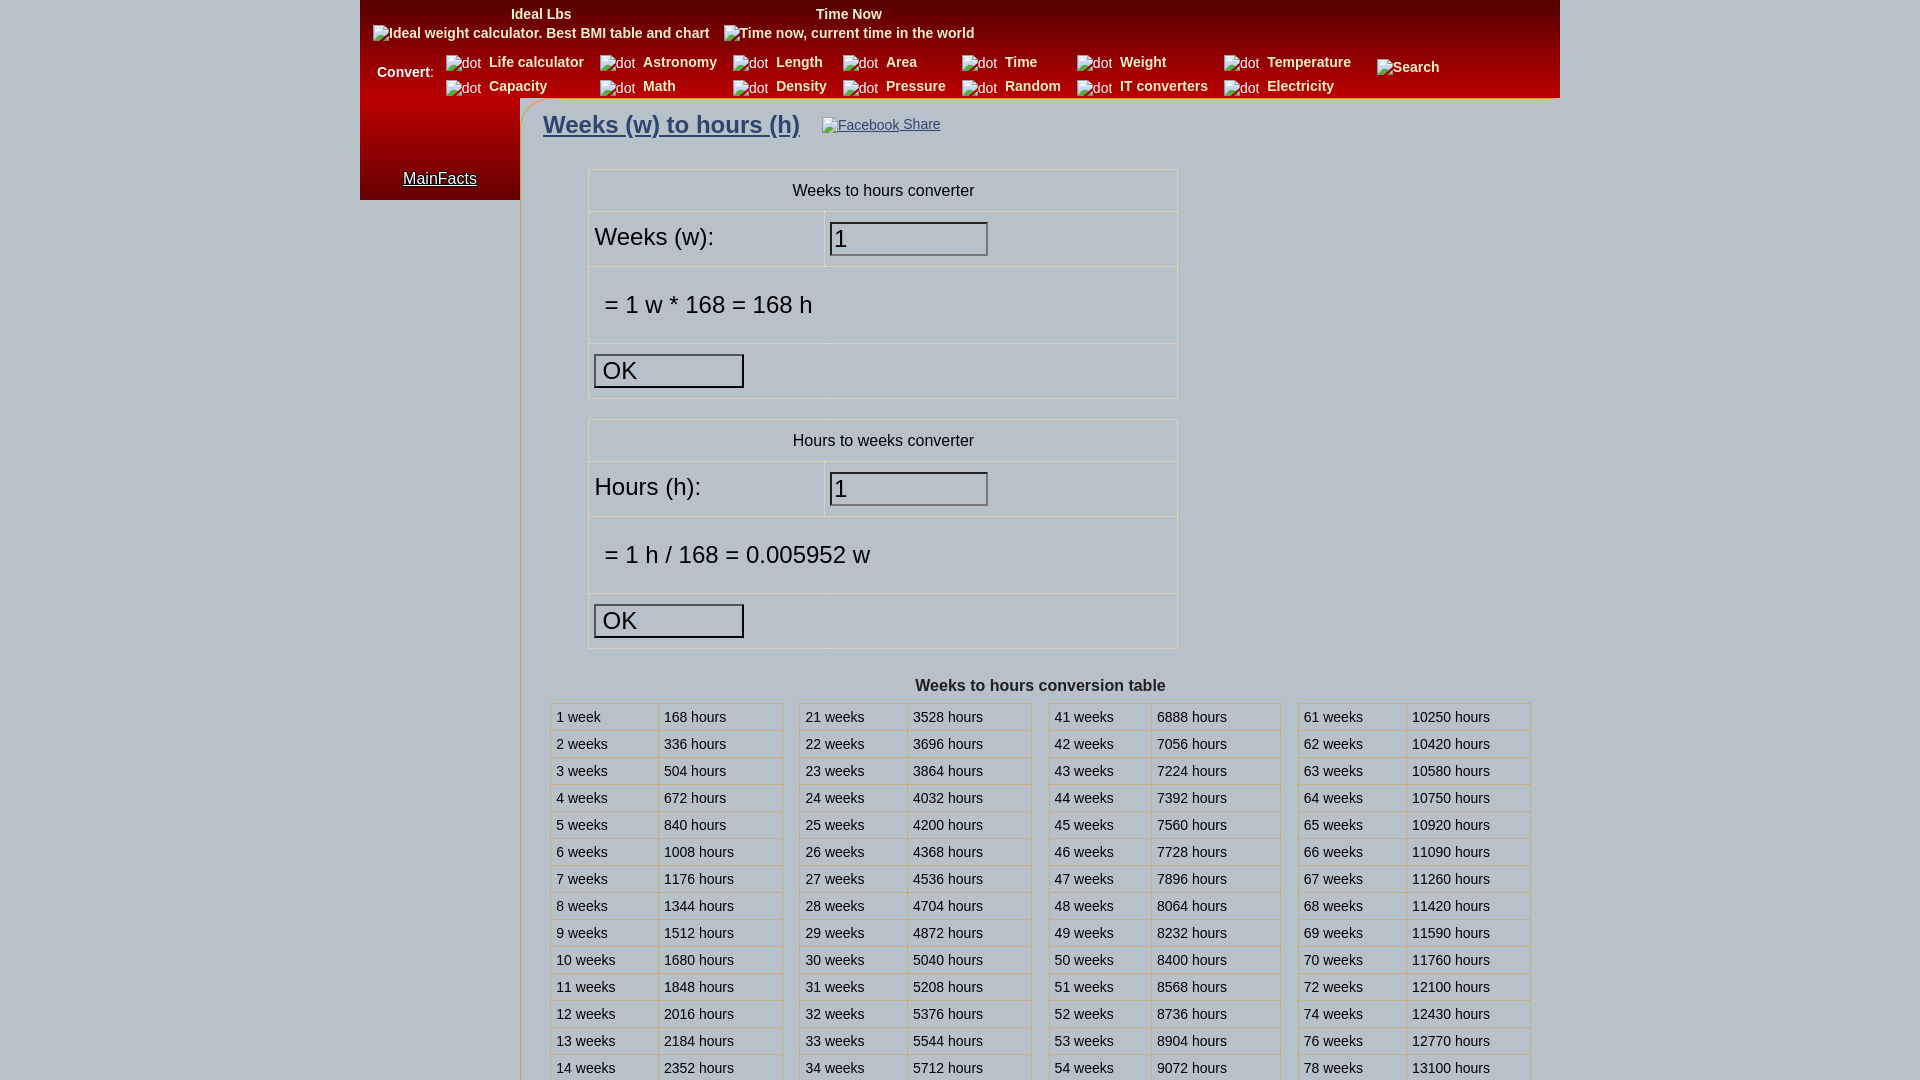 Ideal Lbs
Ideal weight calculator. Best BMI table and chart
Time Now
Time now, current time in the world
Convert:
dot Life calculator dot Astronomy dot Length dot Area dot Time dot Weight dot Temperature
dot Capacity dot Math dot Density dot Pressure dot Random dot IT converters dot Electricity
Search
MainFacts
Weeks (w) to hours (h)
Facebook Share
Weeks to hours converter
Weeks (w): 1
= 1 w * 168 = 168 h
OK
Hours to weeks converter
Hours (h): 1
= 1 h / 168 = 0.005952 w
OK
Weeks to hours conversion table
1 week 168 hours 21 weeks 3528 hours 41 weeks 6888 hours 61 weeks 10250 hours
2 weeks 336 hours 22 weeks 3696 hours 42 weeks 7056 hours 62 weeks 10420 hours
3 weeks 504 hours 23 weeks 3864 hours 43 weeks 7224 hours 63 weeks 10580 hours
4 weeks 672 hours 24 weeks 4032 hours 44 weeks 7392 hours 64 weeks 10750 hours
5 weeks 840 hours 25 weeks 4200 hours 45 weeks 7560 hours 65 weeks 10920 hours
6 weeks 1008 hours 26 weeks 4368 hours 46 weeks 7728 hours 66 weeks 11090 hours
7 weeks 1176 hours 27 weeks 4536 hours 47 weeks 7896 hours 67 weeks 11260 hours
8 weeks 1344 hours 28 weeks 4704 hours 48 weeks 8064 hours 68 weeks 11420 hours
9 weeks 1512 hours 29 weeks 4872 hours 49 weeks 8232 hours 69 weeks 11590 hours
10 weeks 1680 hours 30 weeks 5040 hours 50 weeks 8400 hours 70 weeks 11760 hours
11 weeks 1848 hours 31 weeks 5208 hours 51 weeks 8568 hours 72 weeks 12100 hours
12 weeks 2016 hours 32 weeks 5376 hours 52 weeks 8736 hours 74 weeks 12430 hours
13 weeks 2184 hours 33 weeks 5544 hours 53 weeks 8904 hours 76 weeks 12770 hours
14 weeks 2352 hours 34 weeks 5712 hours 54 weeks 9072 hours 78 weeks 13100 hours